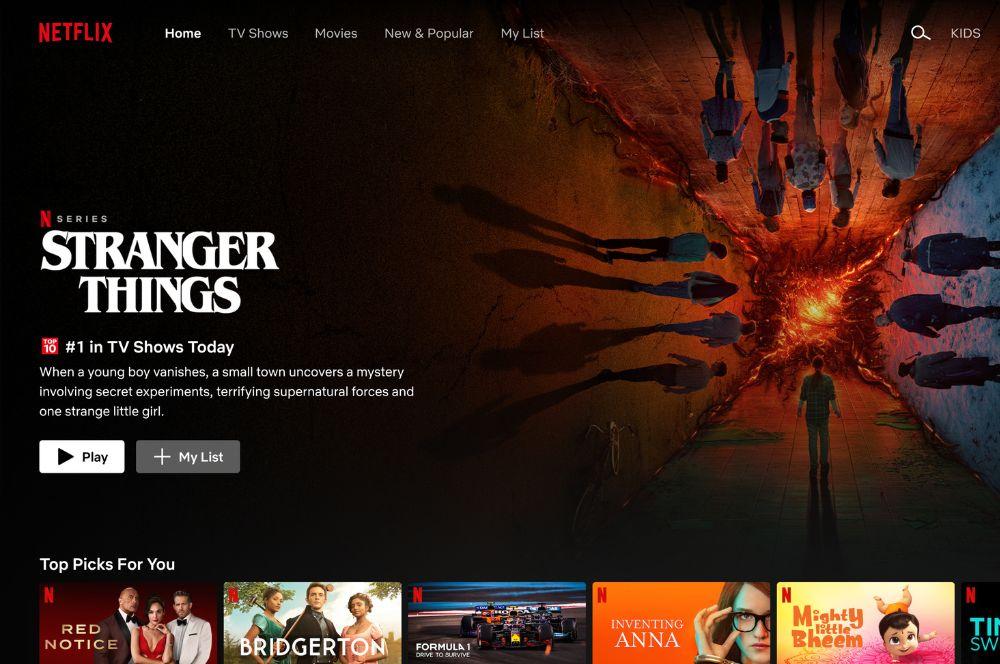 NETFLIX Home TV Shows Movies New & Popular My List KIDS
N SERIES
STRANGER
THINGS
TOP 10 #1 in TV Shows Today
When a young boy vanishes, a small town uncovers a mystery
involving secret experiments, terrifying supernatural forces and
one strange little girl.
Play My List
Top Picks For You
N
RED
NOTICE
N
BRIDGERTON
N
FORMULA 1
DRIVE TO SURVIVE
N
INVENTING
ANNA
N
Mighty
little
Bheem
N
TIN
SW